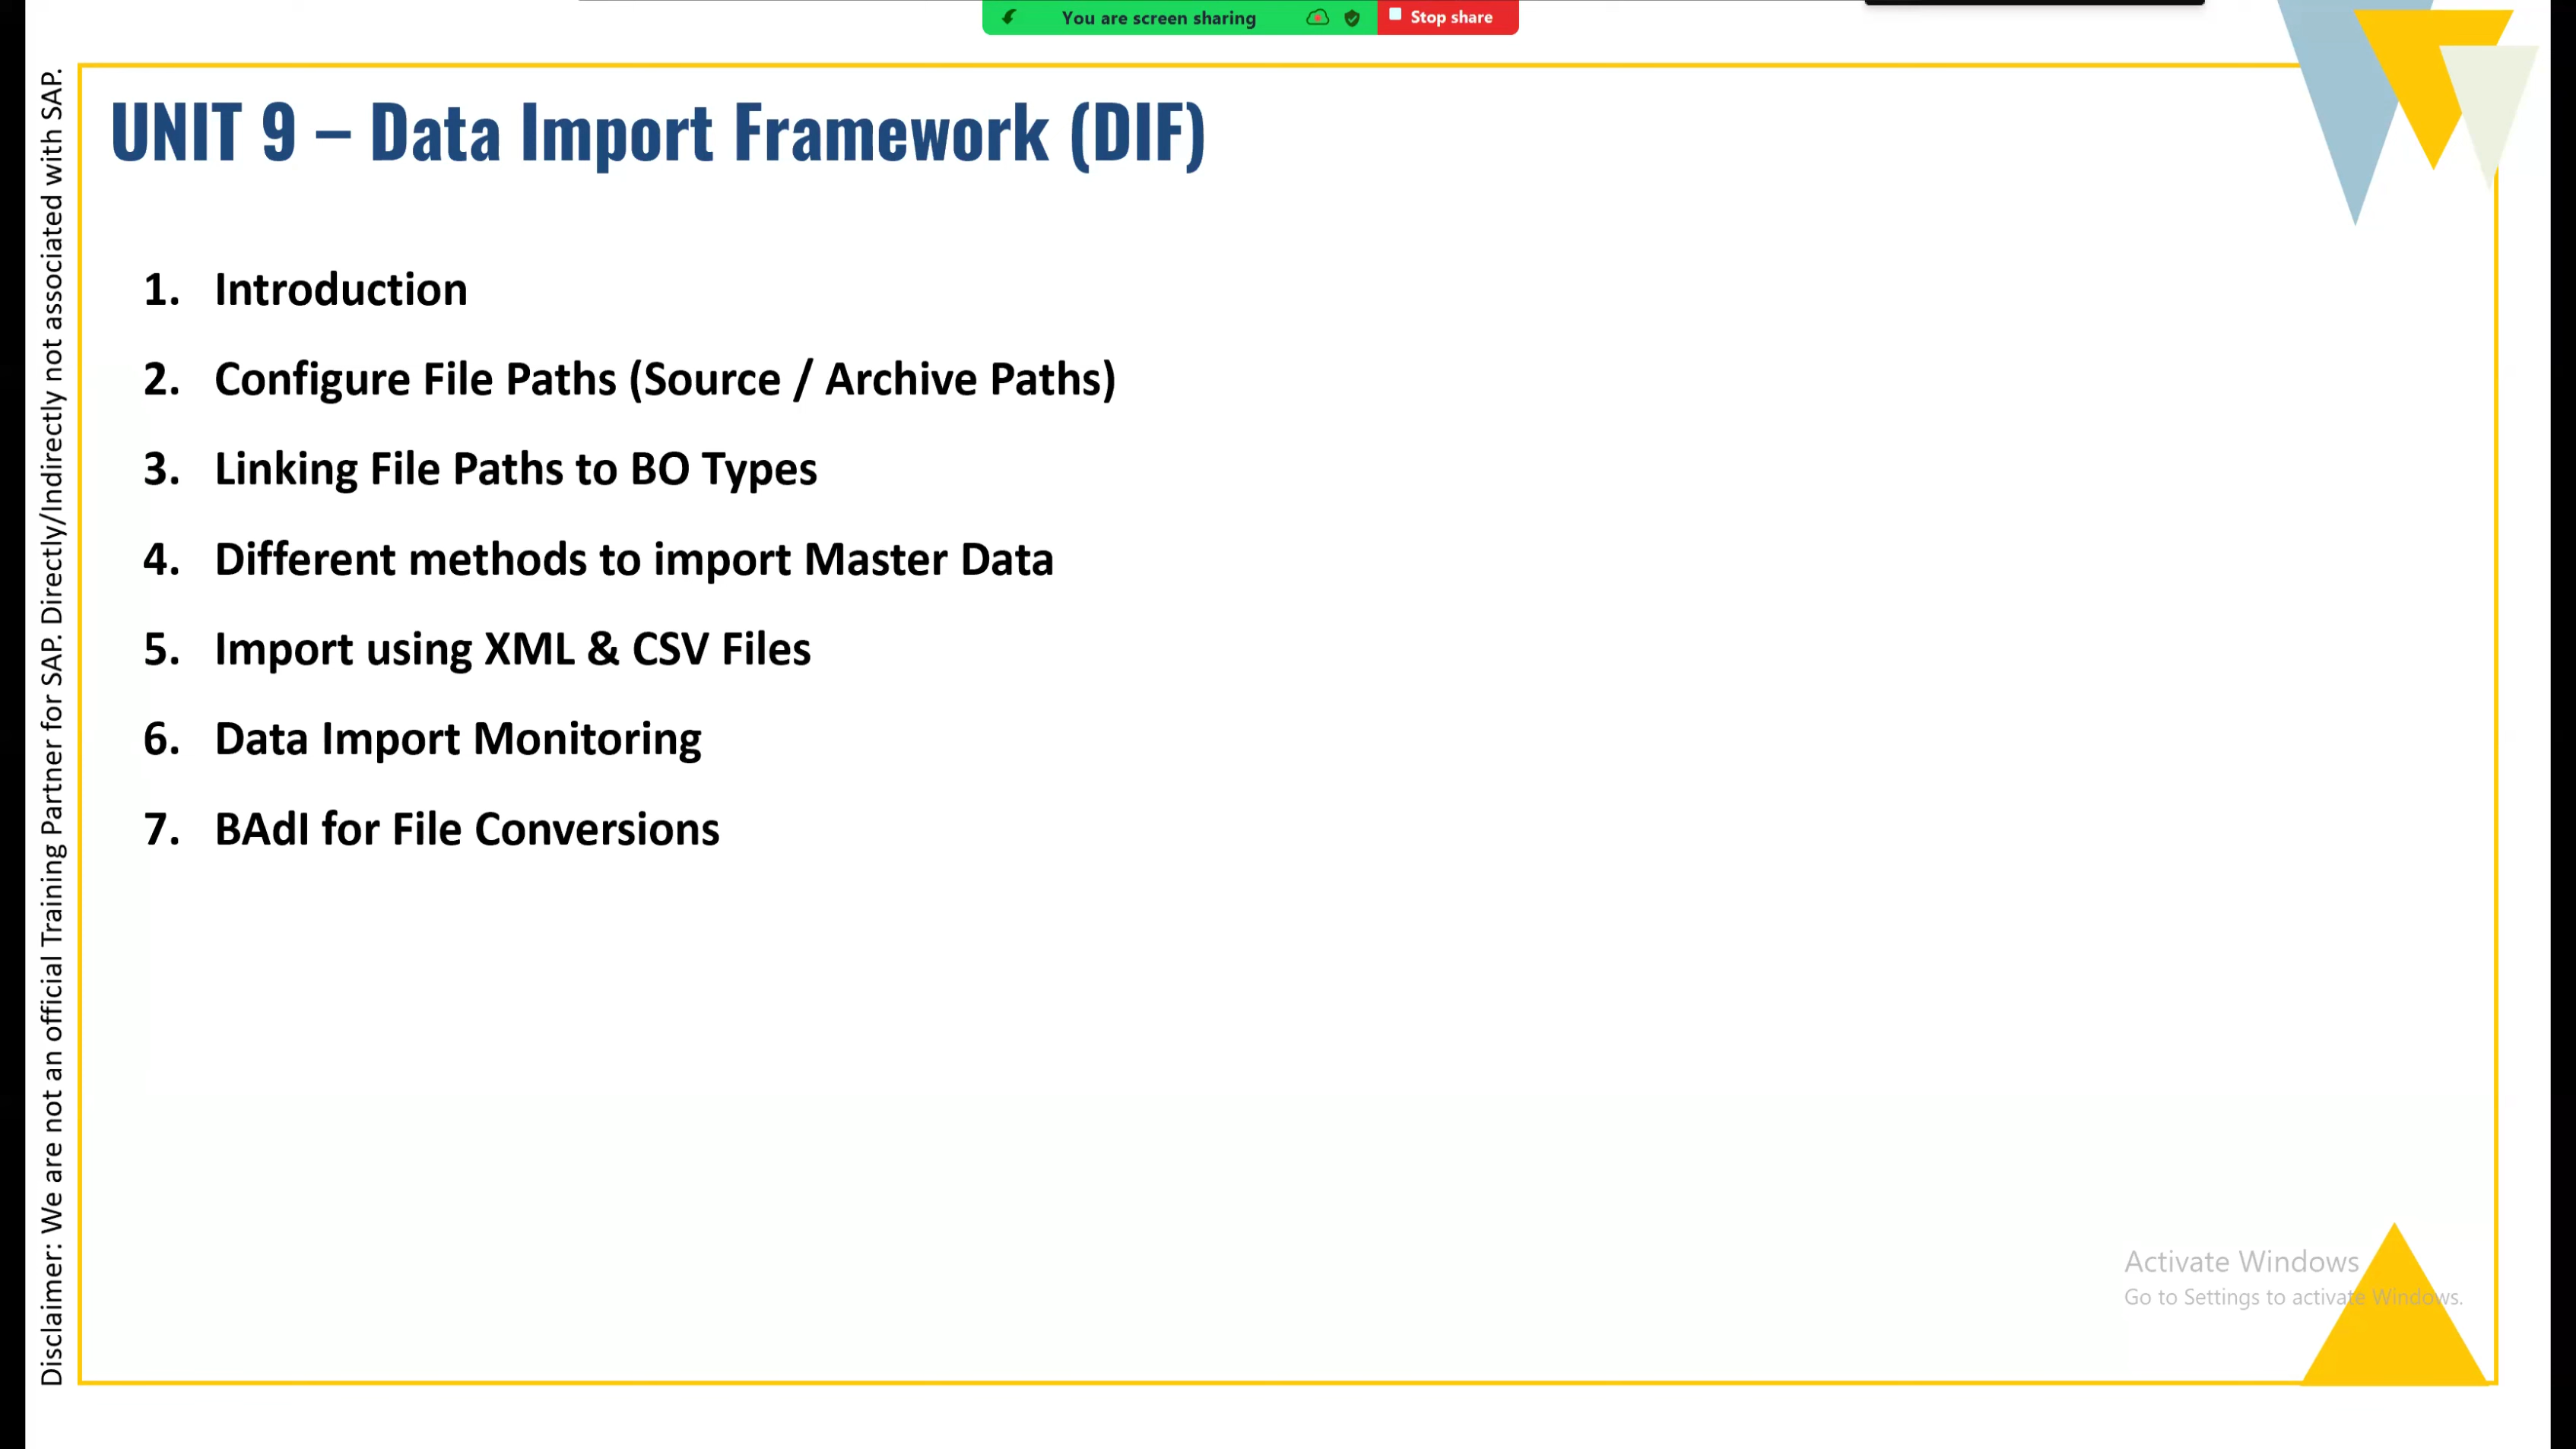 You are screen sharing
Stop share
Disclaimer: We are not an official Training Partner for SAP. Directly/Indirectly not associated with SAP.
UNIT 9 – Data Import Framework (DIF)
1. Introduction
2. Configure File Paths (Source / Archive Paths)
3. Linking File Paths to BO Types
4. Different methods to import Master Data
5. Import using XML & CSV Files
6. Data Import Monitoring
7. BAdI for File Conversions
Activate Windows
Go to Settings to activate Windows.